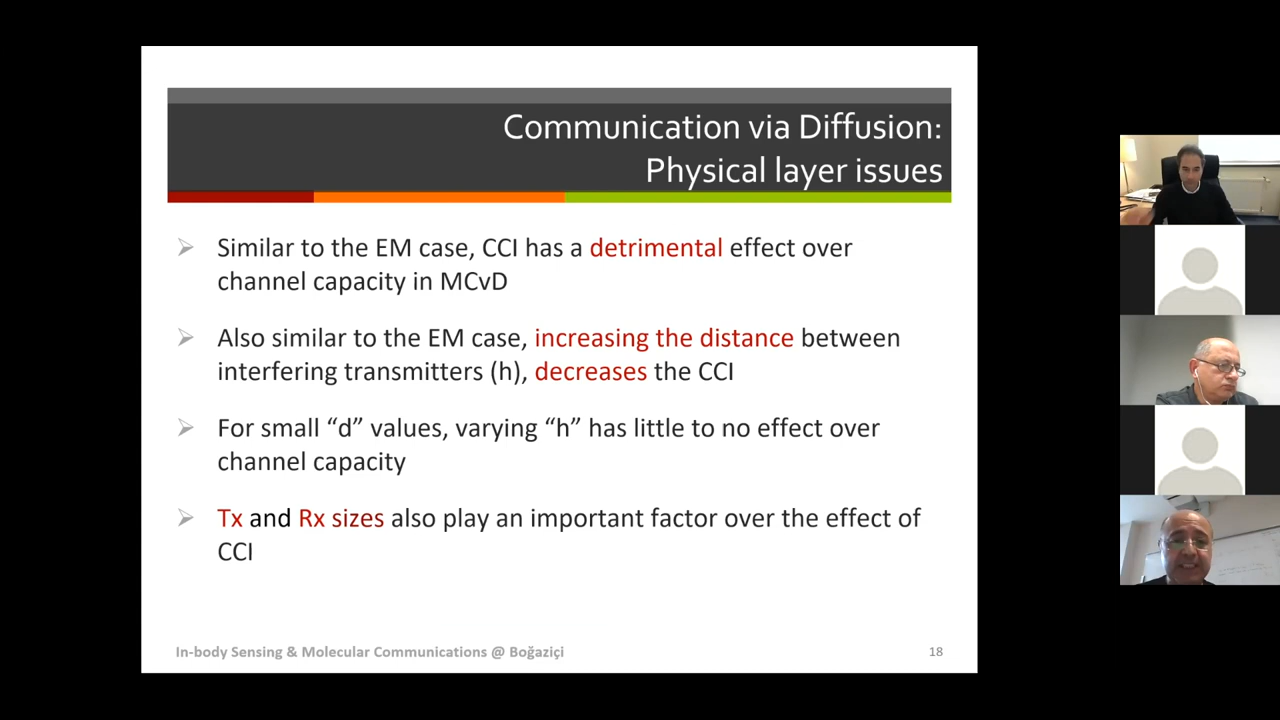 Communication via Diffusion:
Physical layer issues
Similar to the EM case, CCI has a detrimental effect over
channel capacity in MCvD
Also similar to the EM case, increasing the distance between
interfering transmitters (h), decreases the CCI
For small “d” values, varying “h” has little to no effect over
channel capacity
Tx and Rx sizes also play an important factor over the effect of
CCI
In-body Sensing & Molecular Communications @ Boğaziçi
18